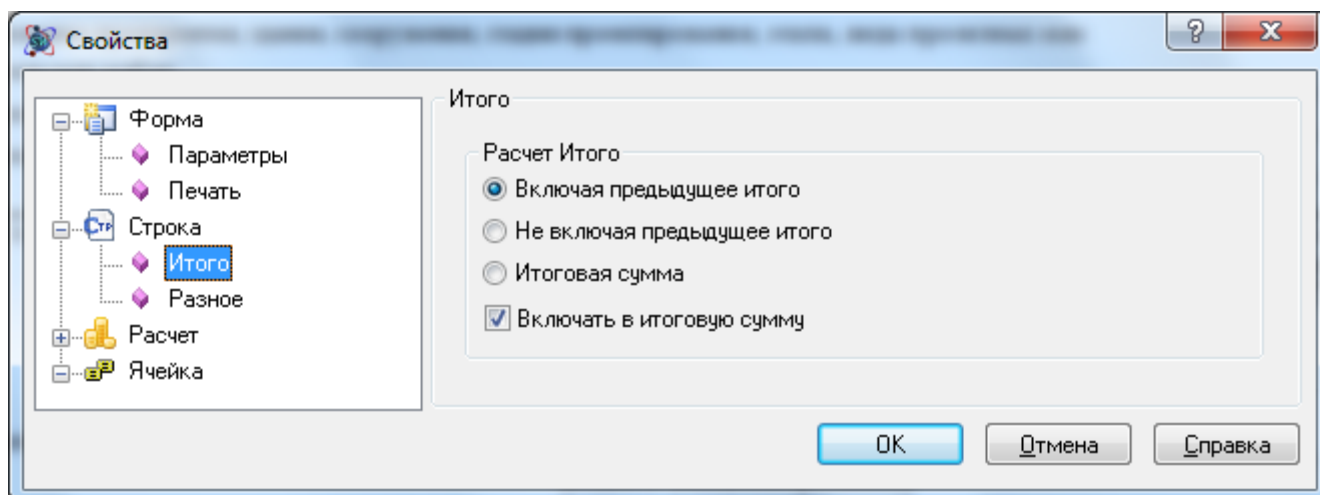 Свойства
Форма
Параметры
Печать
Стр Строка
Итого
Разное
Расчет
Ячейка
Итого
Расчет Итого
Включая предыдущее итого
Не включая предыдущее итого
Итоговая сумма
Включать в итоговую сумму
OK
Отмена
Справка